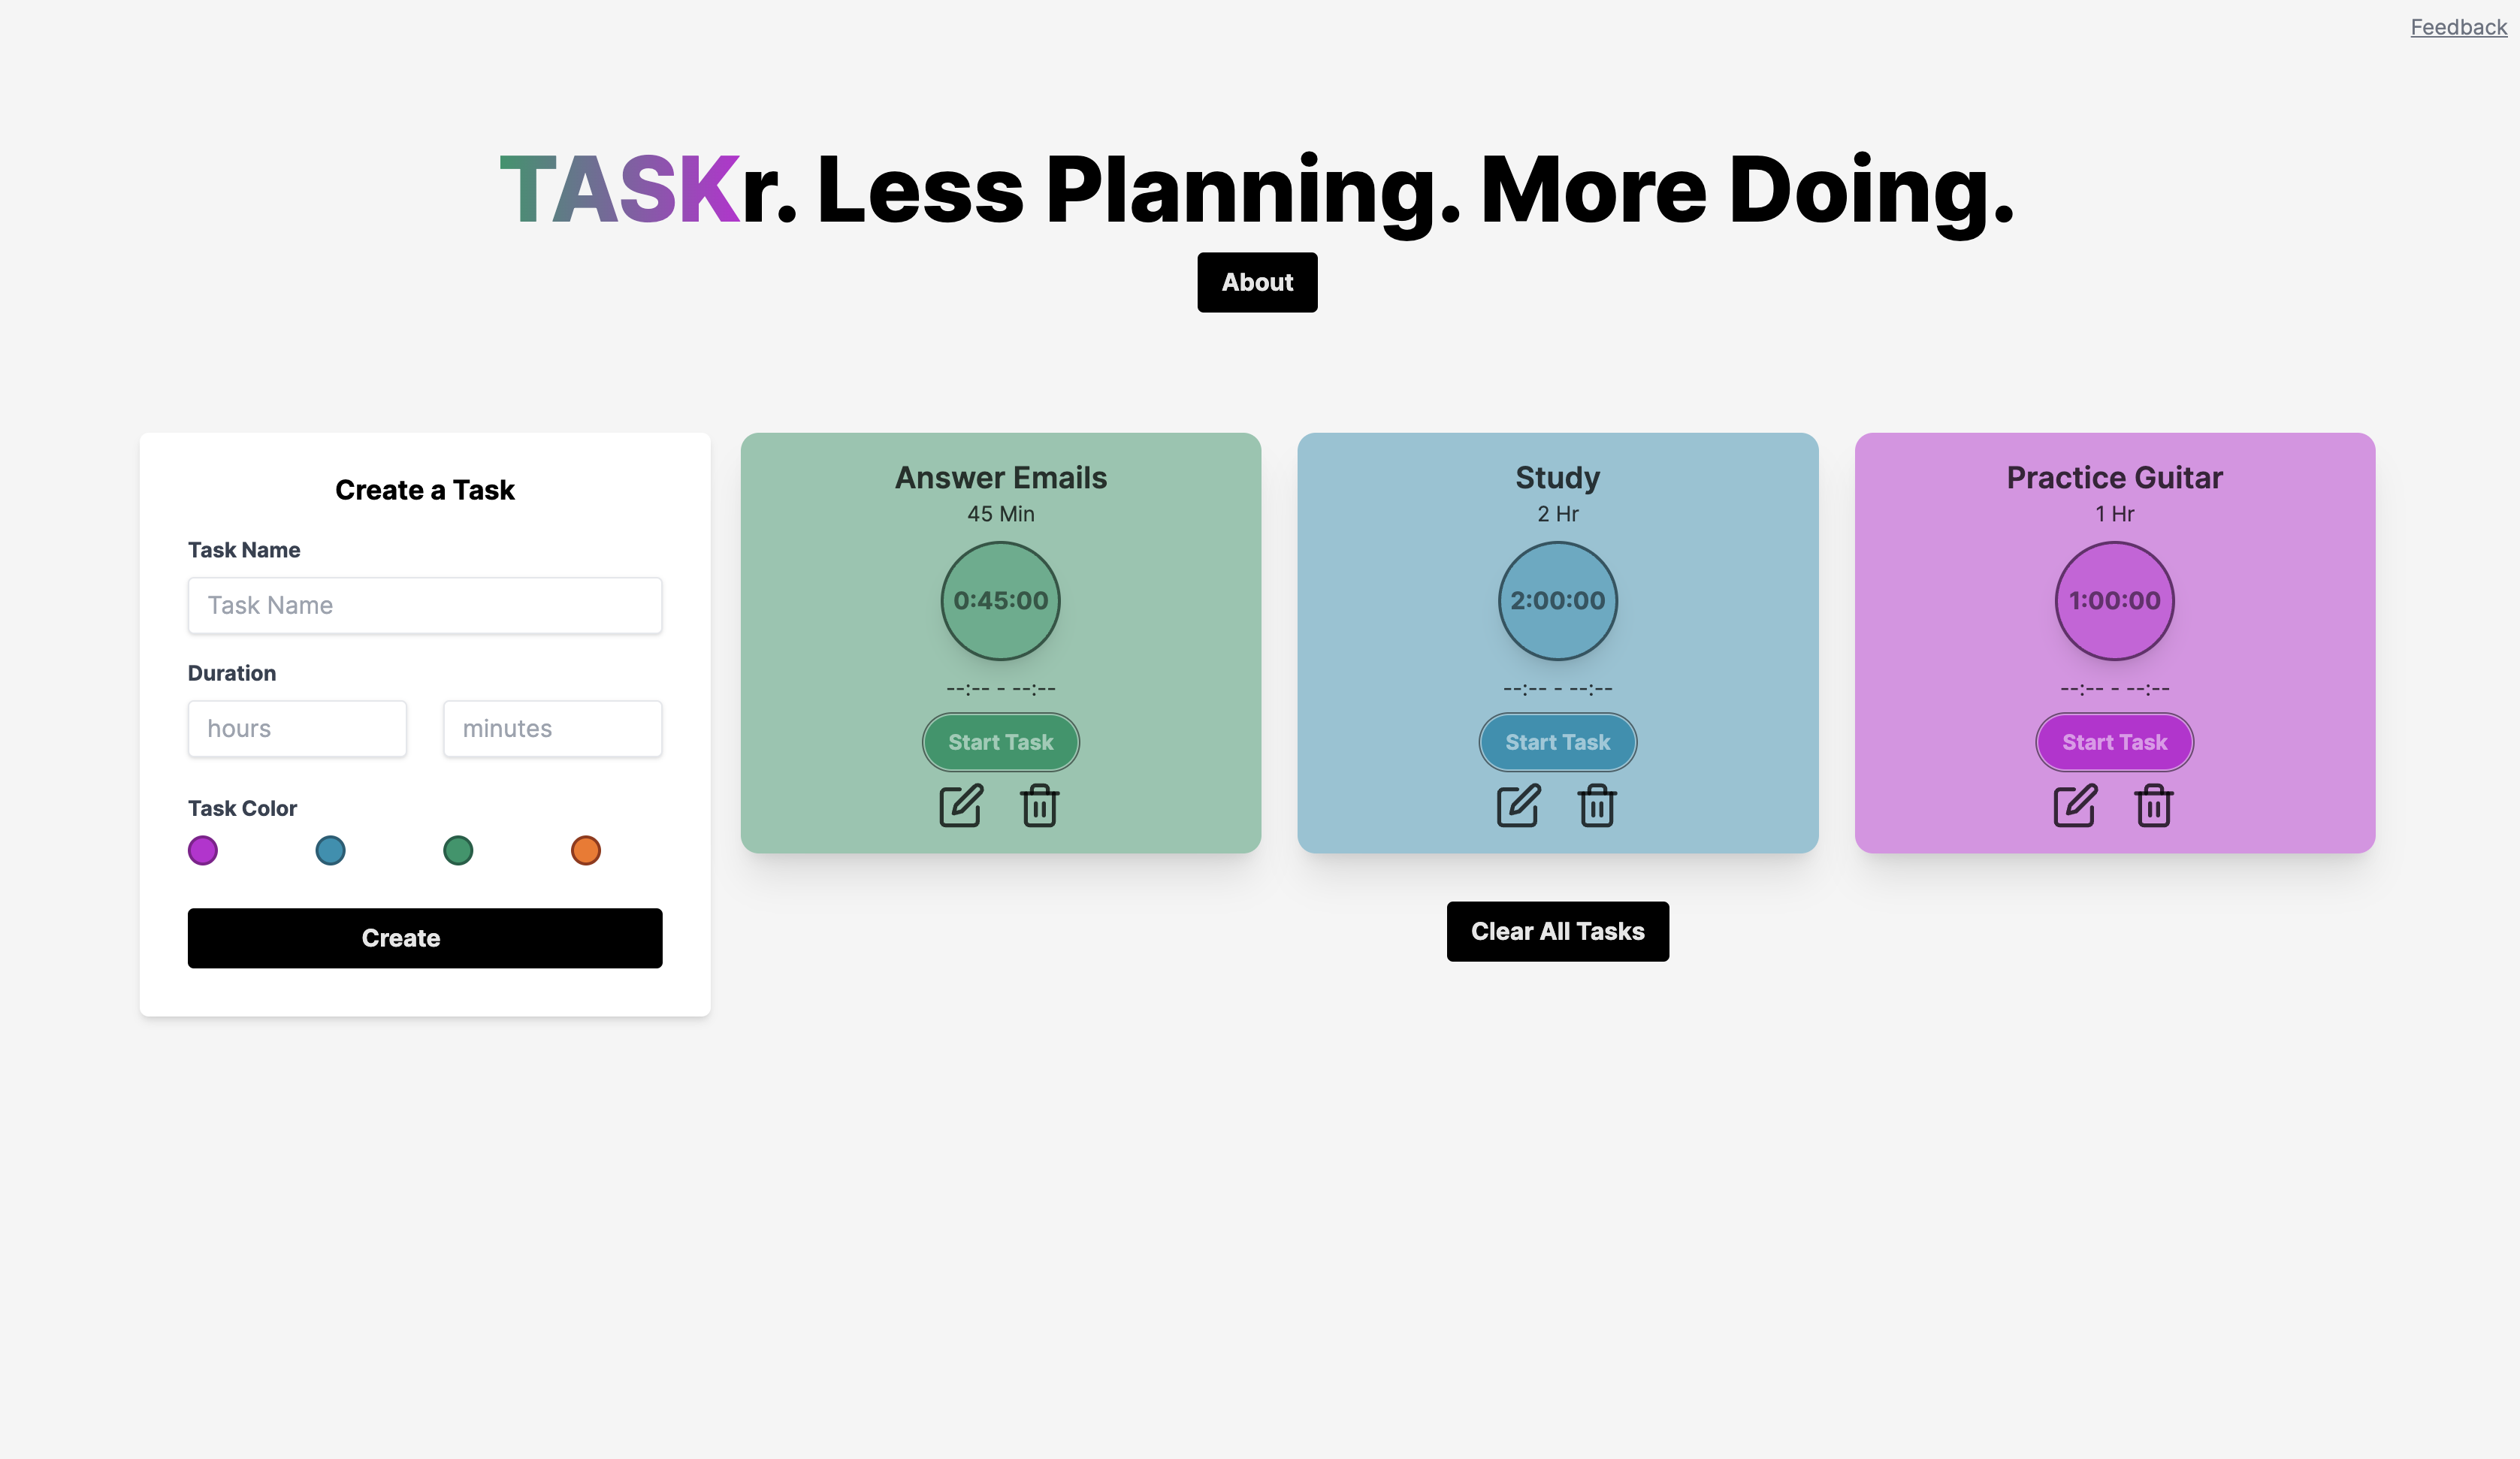 Feedback
TASKr. Less Planning. More Doing.
About
Create a Task
Task Name
Task Name
Duration
hours minutes
Task Color
Create
Answer Emails
45 Min
0:45:00
--:-- - --:--
Start Task
Study
2 Hr
2:00:00
--:-- - --:--
Start Task
Practice Guitar
1 Hr
1:00:00
--:-- - --:--
Start Task
Clear All Tasks